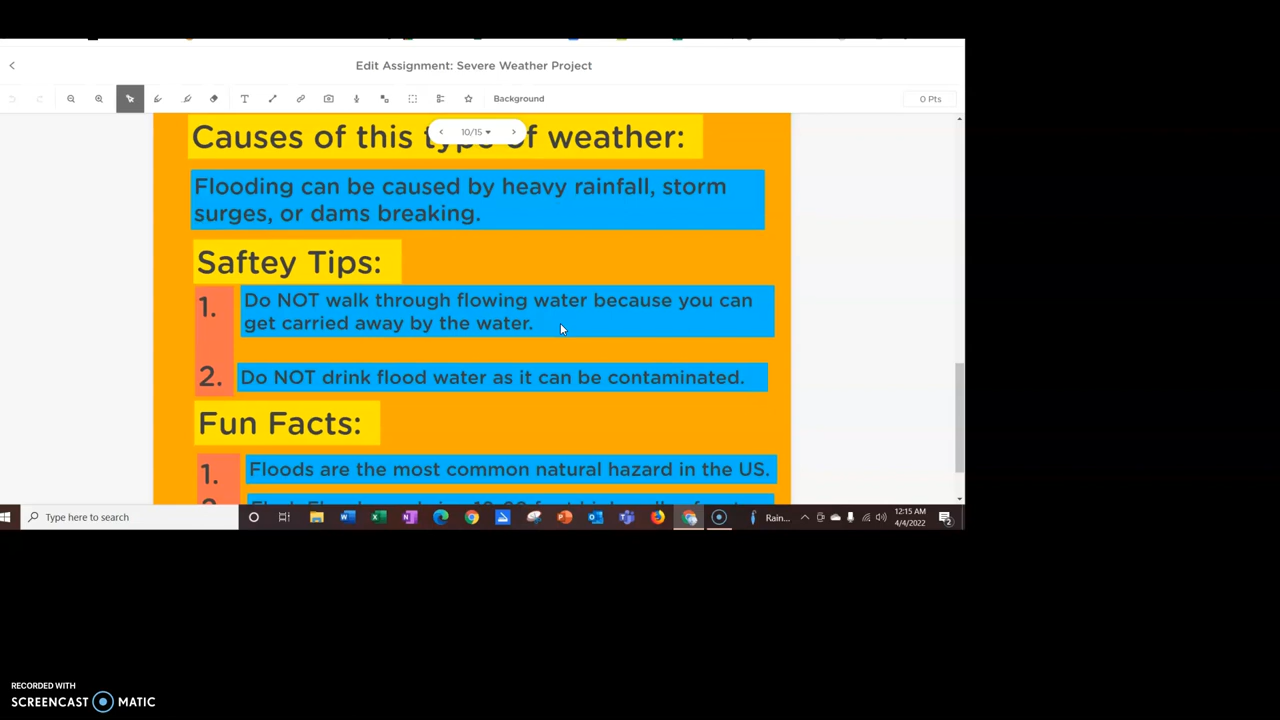 Edit Assignment: Severe Weather Project
Background
0 Pts
10/15
Causes of this type of weather:
Flooding can be caused by heavy rainfall, storm
surges, or dams breaking.
Saftey Tips:
1.
Do NOT walk through flowing water because you can
get carried away by the water.
2.
Do NOT drink flood water as it can be contaminated.
Fun Facts:
1.
Floods are the most common natural hazard in the US.
Type here to search
Rain...
12:15 AM
4/4/2022
RECORDED WITH
SCREENCAST MATIC